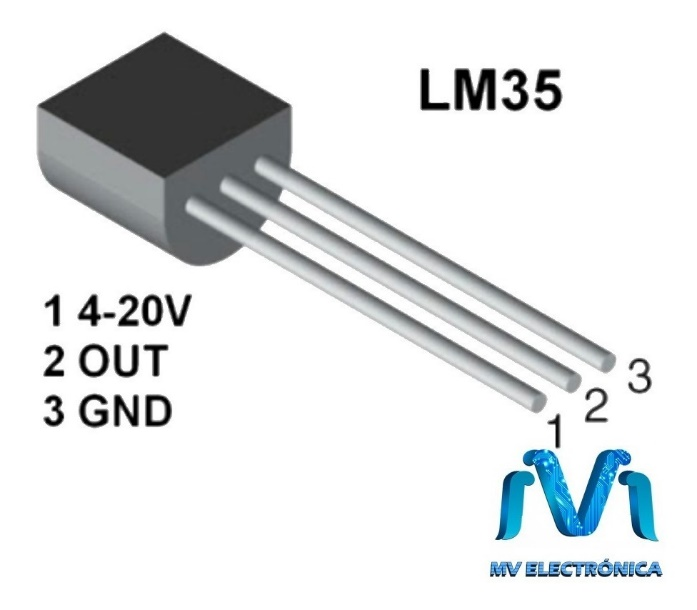 LM35
1 4-20V
2 OUT
3 GND
3
2
1
MV ELECTRÓNICA